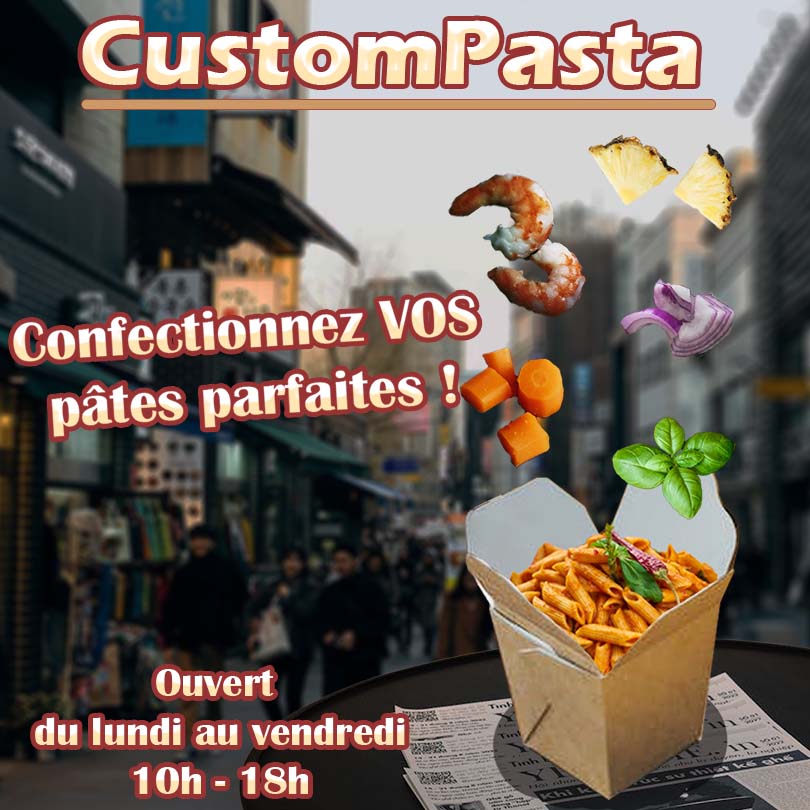 CustomPasta
Confectionnez VOS
pâtes parfaites !
Ouvert
du lundi au vendredi
10h - 18h